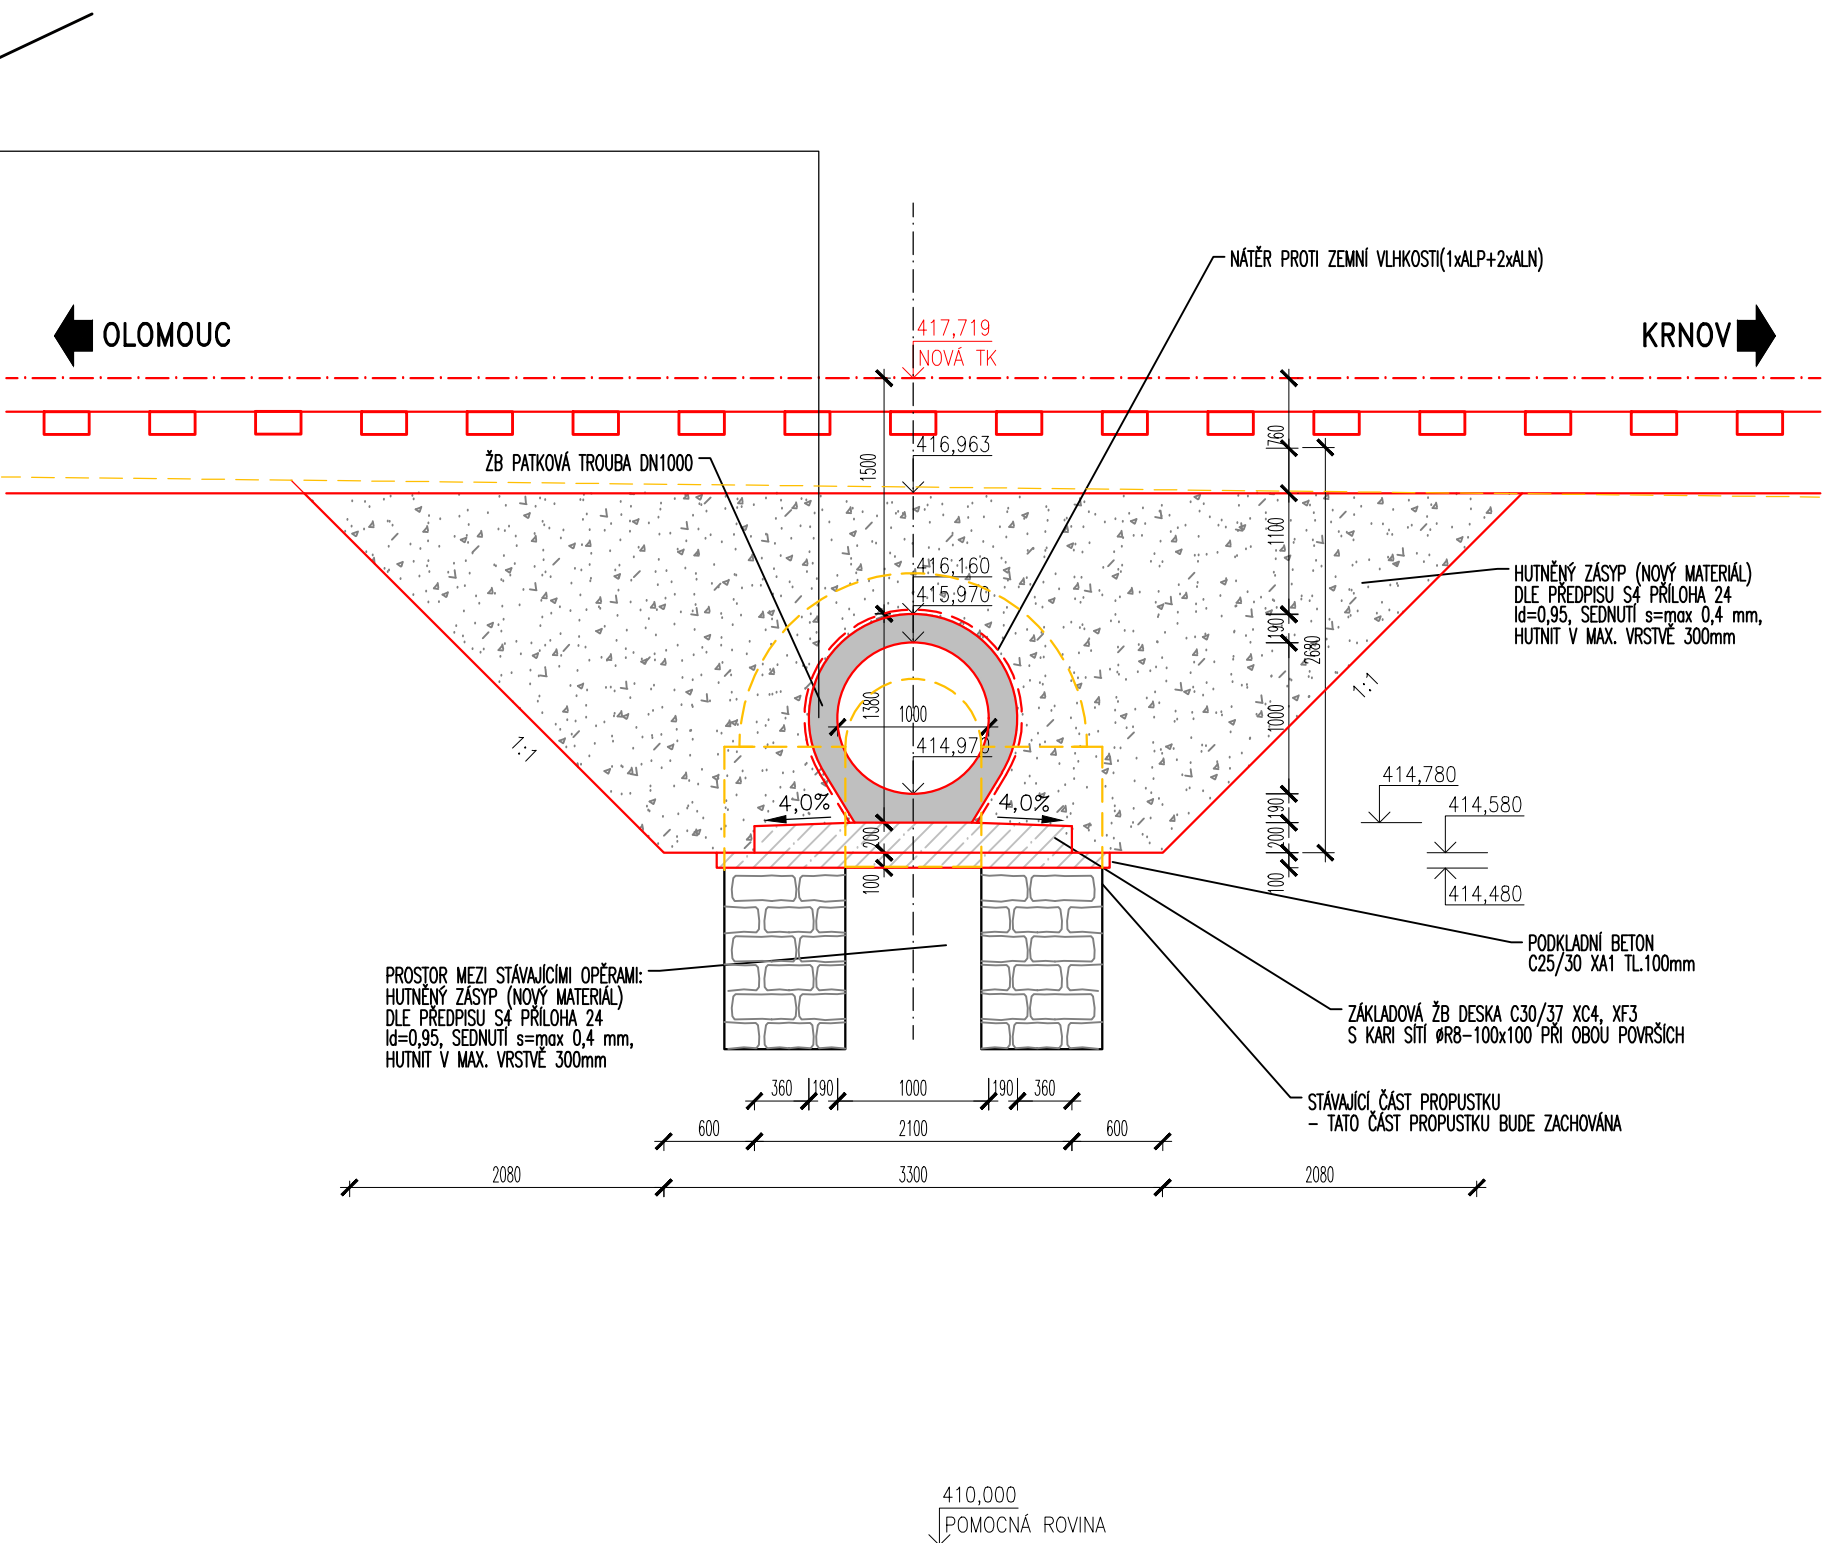 NÁTĚR PROTI ZEMNÍ VLHKOSTI(1xALP+2xALN)
OLOMOUC
KRNOV
417,719
NOVÁ TK
416,963
ŽB PATKOVÁ TROUBA DN1000
1500
760
1100
416,160
415,970
190
2680
HUTNĚNÝ ZÁSYP (NOVÝ MATERIÁL)
DLE PŘEDPISU S4 PŘÍLOHA 24
Id=0,95, SEDNUTÍ s=max 0,4 mm,
HUTNIT V MAX. VRSTVĚ 300mm
1:1
1:1
1380
1000
1000
414,970
414,780
414,580
414,480
4,0%
4,0%
200
100
190
200
100
PODKLADNÍ BETON
C25/30 XA1 TL.100mm
PROSTOR MEZI STÁVAJÍCÍMI OPĚRAMI:
HUTNĚNÝ ZÁSYP (NOVÝ MATERIÁL)
DLE PŘEDPISU S4 PŘÍLOHA 24
Id=0,95, SEDNUTÍ s=max 0,4 mm,
HUTNIT V MAX. VRSTVĚ 300mm
ZÁKLADOVÁ ŽB DESKA C30/37 XC4, XF3
S KARI SÍTÍ øR8-100x100 PŘI OBOU POVRŠÍCH
STÁVAJÍCÍ ČÁST PROPUSTKU
- TATO ČÁST PROPUSTKU BUDE ZACHOVÁNA
360 190 1000 190 360
600 2100 600
2080 3300 2080
410,000
POMOCNÁ ROVINA